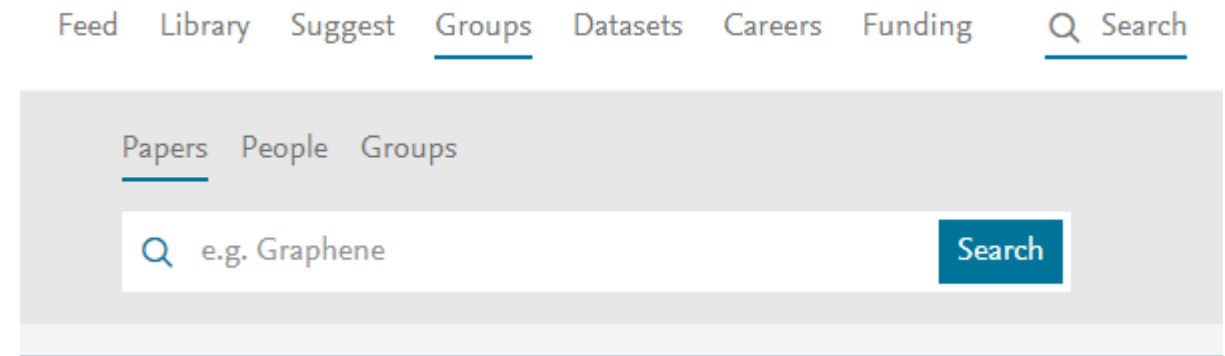 Feed Library Suggest Groups Datasets Careers Funding Search
Papers People Groups
e.g. Graphene Search